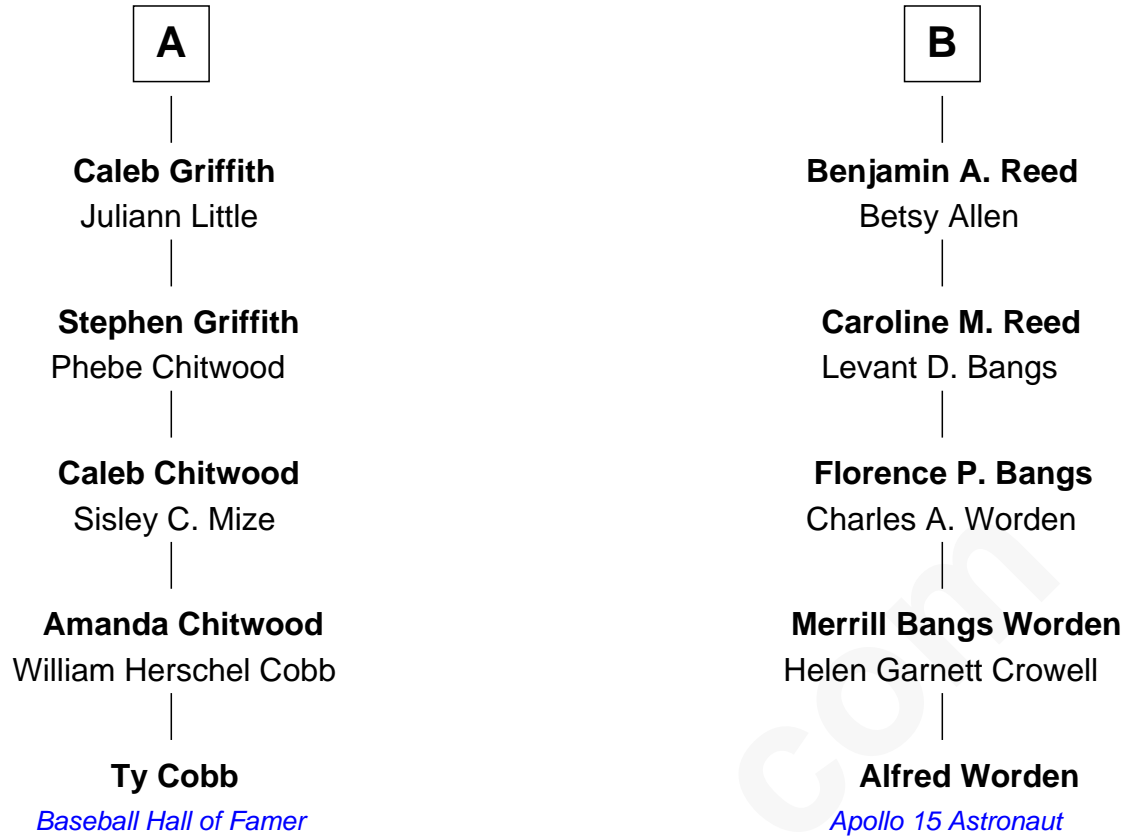 A
B
Caleb Griffith
Juliann Little
Benjamin A. Reed
Betsy Allen
Stephen Griffith
Phebe Chitwood
Caroline M. Reed
Levant D. Bangs
Caleb Chitwood
Sisley C. Mize
Florence P. Bangs
Charles A. Worden
Amanda Chitwood
William Herschel Cobb
Merrill Bangs Worden
Helen Garnett Crowell
Ty Cobb
Baseball Hall of Famer
Alfred Worden
Apollo 15 Astronaut
com